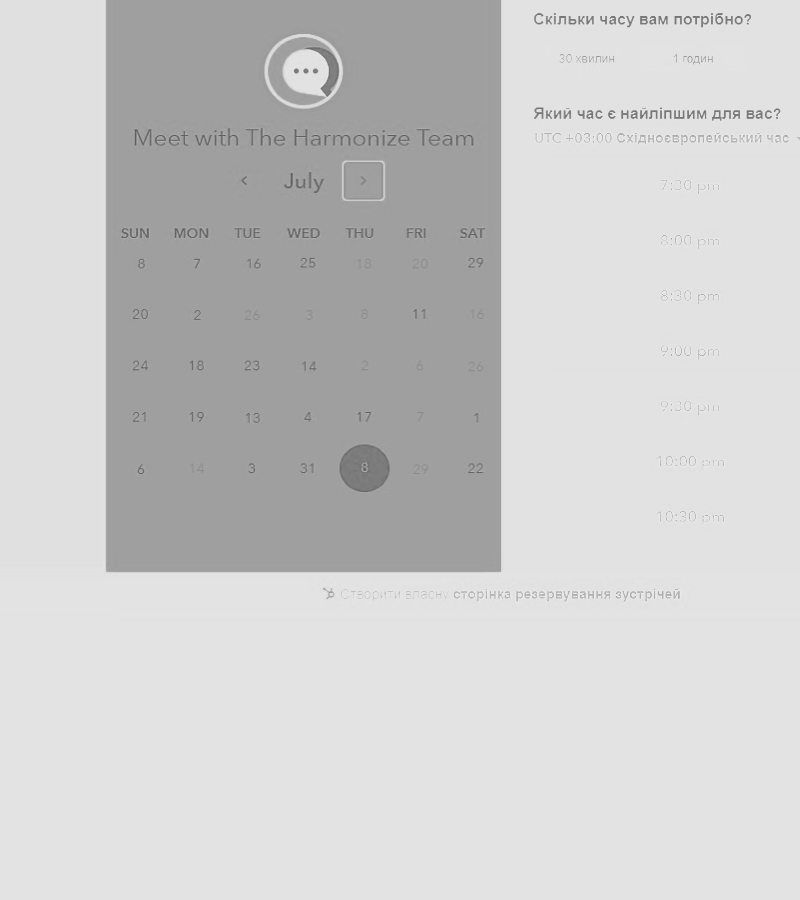 Meet with The Harmonize Team
July
SUN MON TUE WED THU FRI SAT
8 7 16 25 18 20 29
20 2 26 3 8 11 16
24 18 23 14 2 6 26
21 19 13 4 17 7 1
6 14 3 31 8 29 22
Скільки часу вам потрібно?
30 хвилин 1 годин
Який час є найліпшим для вас?
UTC +03:00 Східноєвропейський час
7:30 pm
8:00 pm
8:30 pm
9:00 pm
9:30 pm
10:00 pm
10:30 pm
Створити власну сторінка резервування зустрічей